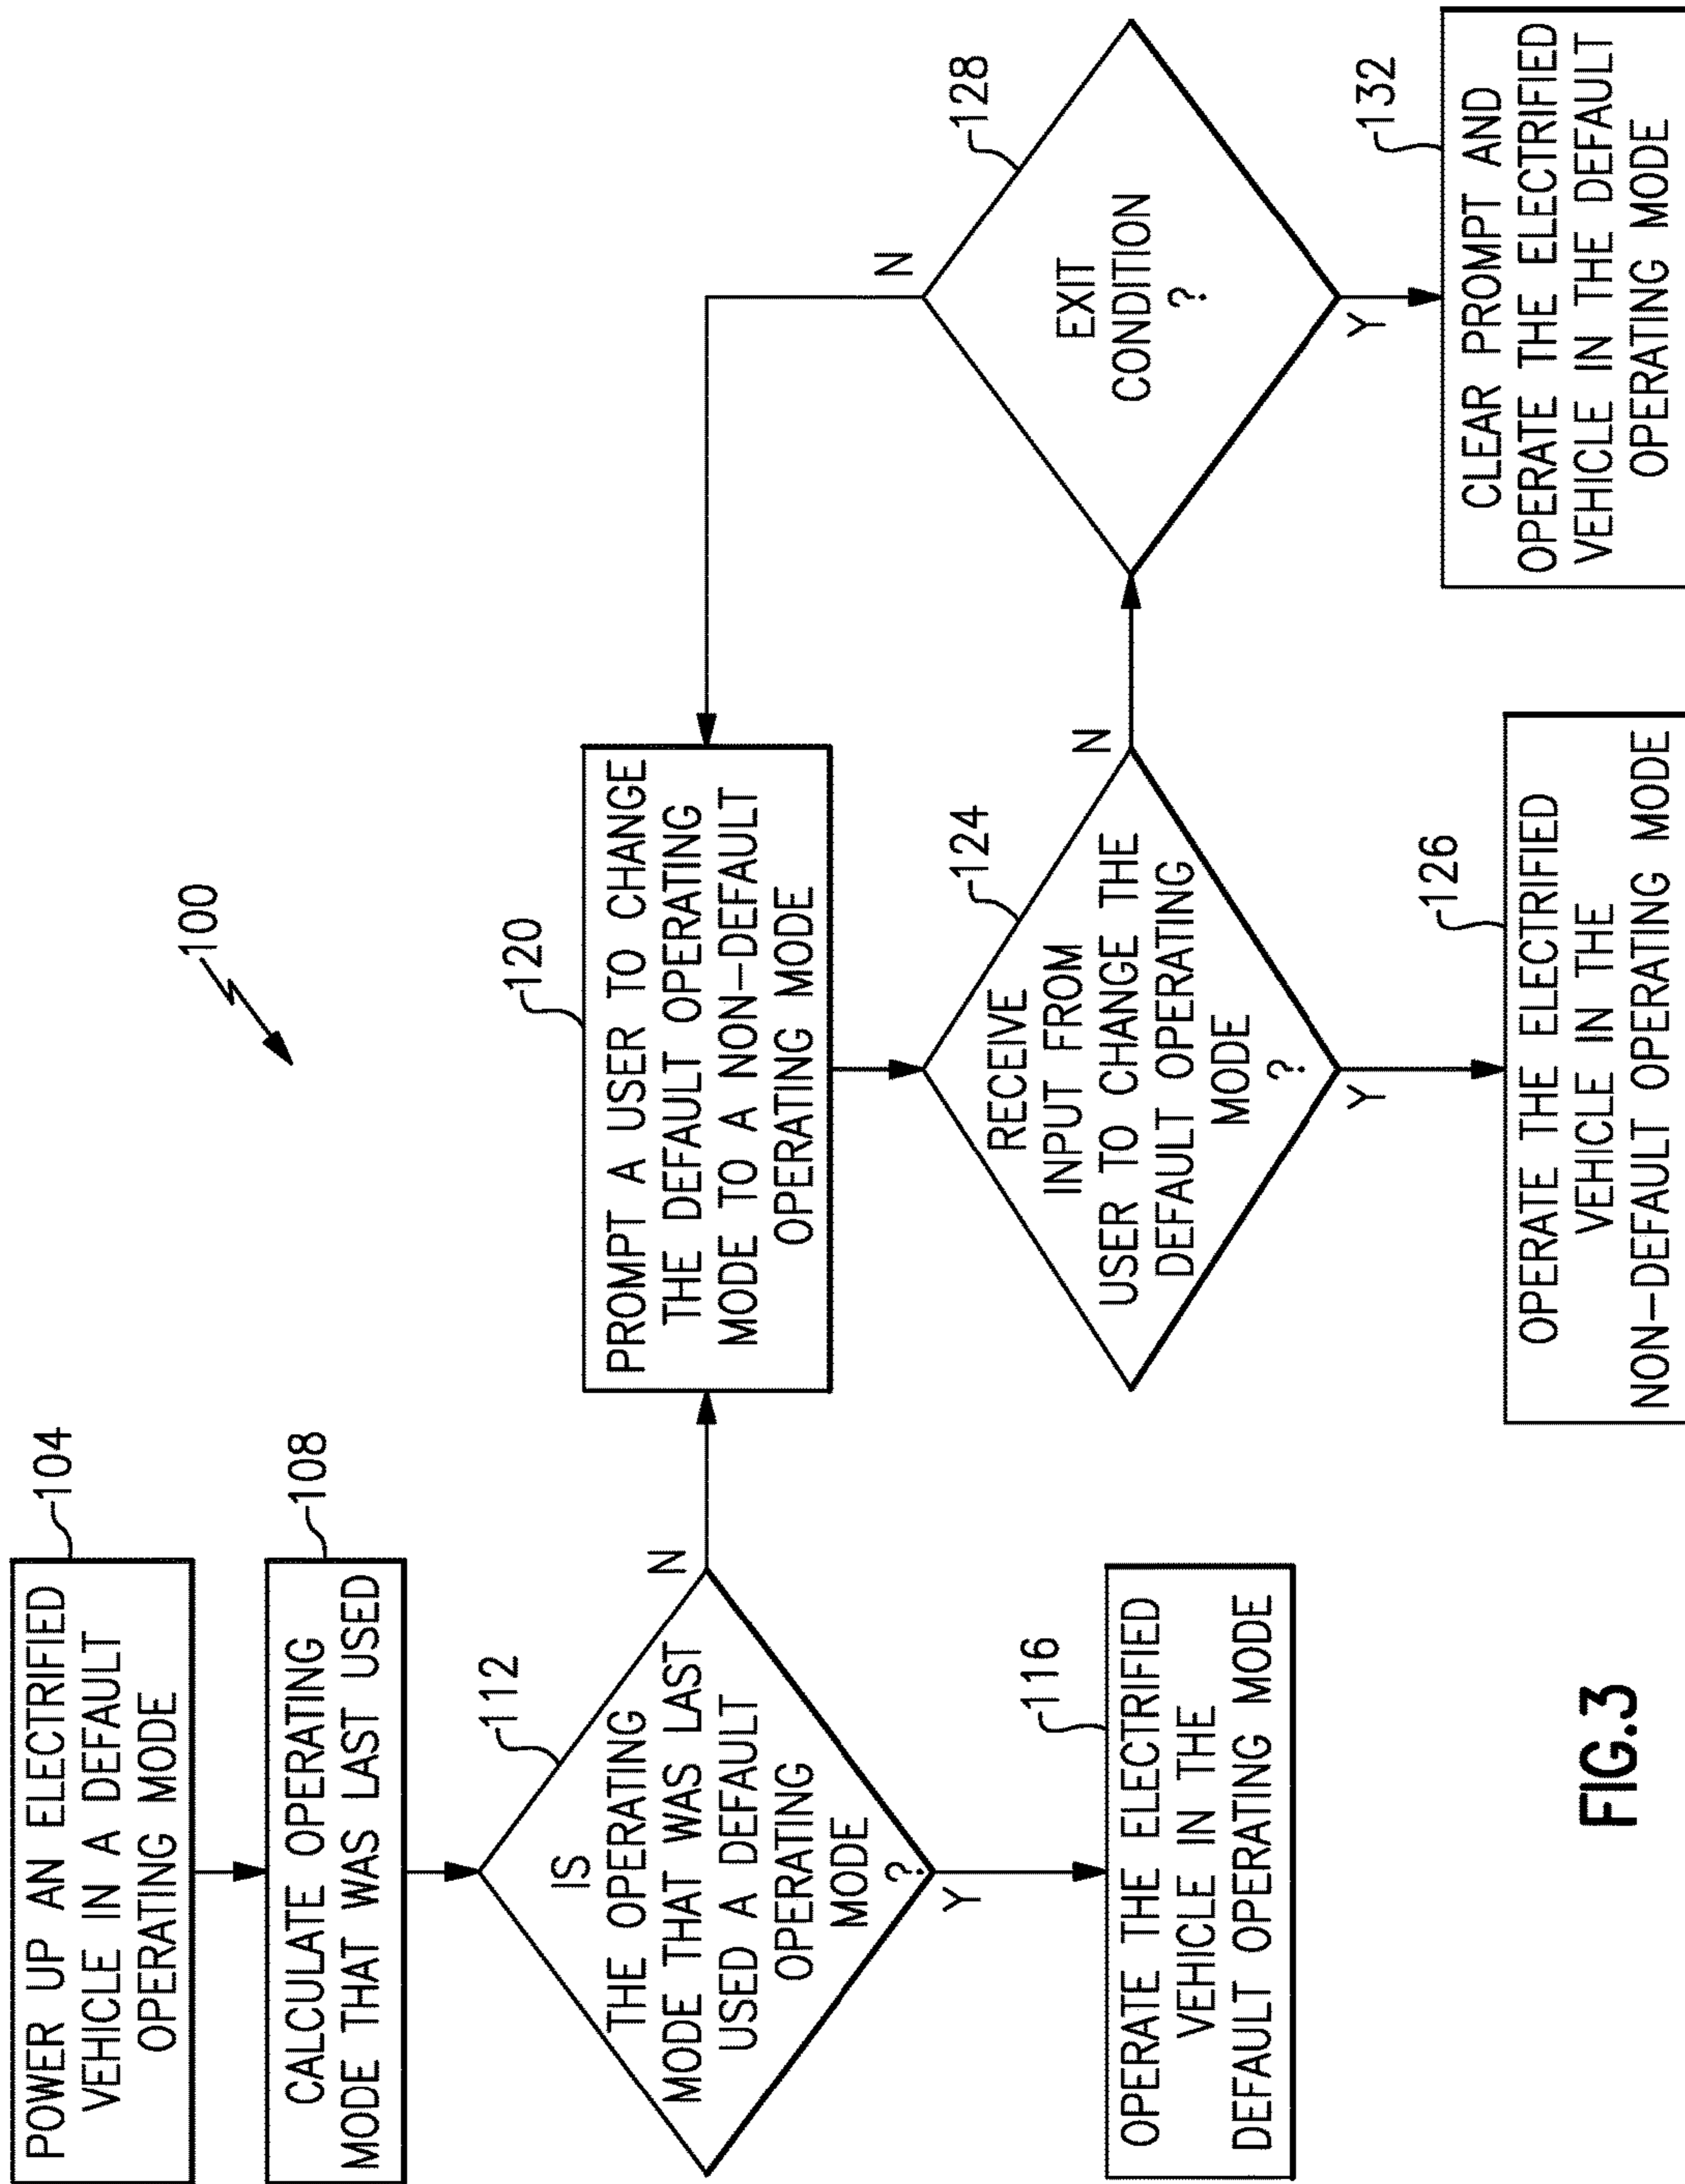 100
POWER UP AN ELECTRIFIED
VEHICLE IN A DEFAULT
OPERATING MODE
104
CALCULATE OPERATING
MODE THAT WAS LAST USED
108
IS
THE OPERATING
MODE THAT WAS LAST
USED A DEFAULT
OPERATING
MODE
?
112
N
Y
OPERATE THE ELECTRIFIED
VEHICLE IN THE
DEFAULT OPERATING MODE
116
PROMPT A USER TO CHANGE
THE DEFAULT OPERATING
MODE TO A NON-DEFAULT
OPERATING MODE
120
RECEIVE
INPUT FROM
USER TO CHANGE THE
DEFAULT OPERATING
MODE
?
124
N
Y
OPERATE THE ELECTRIFIED
VEHICLE IN THE
NON-DEFAULT OPERATING MODE
126
EXIT
CONDITION
?
128
N
Y
CLEAR PROMPT AND
OPERATE THE ELECTRIFIED
VEHICLE IN THE DEFAULT
OPERATING MODE
132
FIG.3